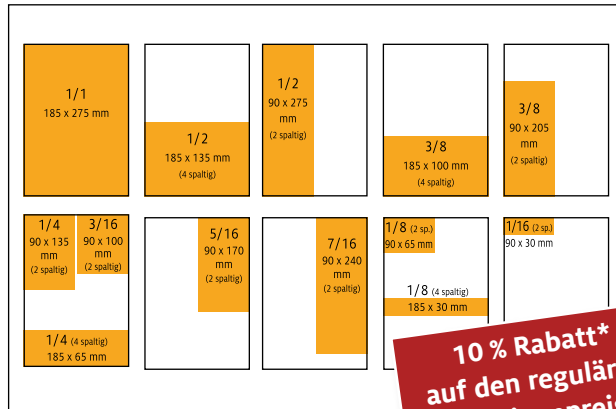 1/1
185 x 275 mm
1/2
185 x 135 mm
(4 spaltig)
1/2
90 x 275
mm
(2 spaltig)
3/8
185 x 100 mm
(4 spaltig)
3/8
90 x 205
mm
(2 spaltig)
1/4
90 x 135
mm
(2 spaltig)
3/16
90 x 100
mm
(2 spaltig)
1/4 (4 spaltig)
185 x 65 mm
5/16
90 x 170
mm
(2 spaltig)
7/16
90 x 240
mm
(2 spaltig)
1/8 (2 sp.)
90 x 65 mm
1/8 (4 spaltig)
185 x 30 mm
1/16 (2 sp.)
90 x 30 mm
10 % Rabatt*
auf den regulär